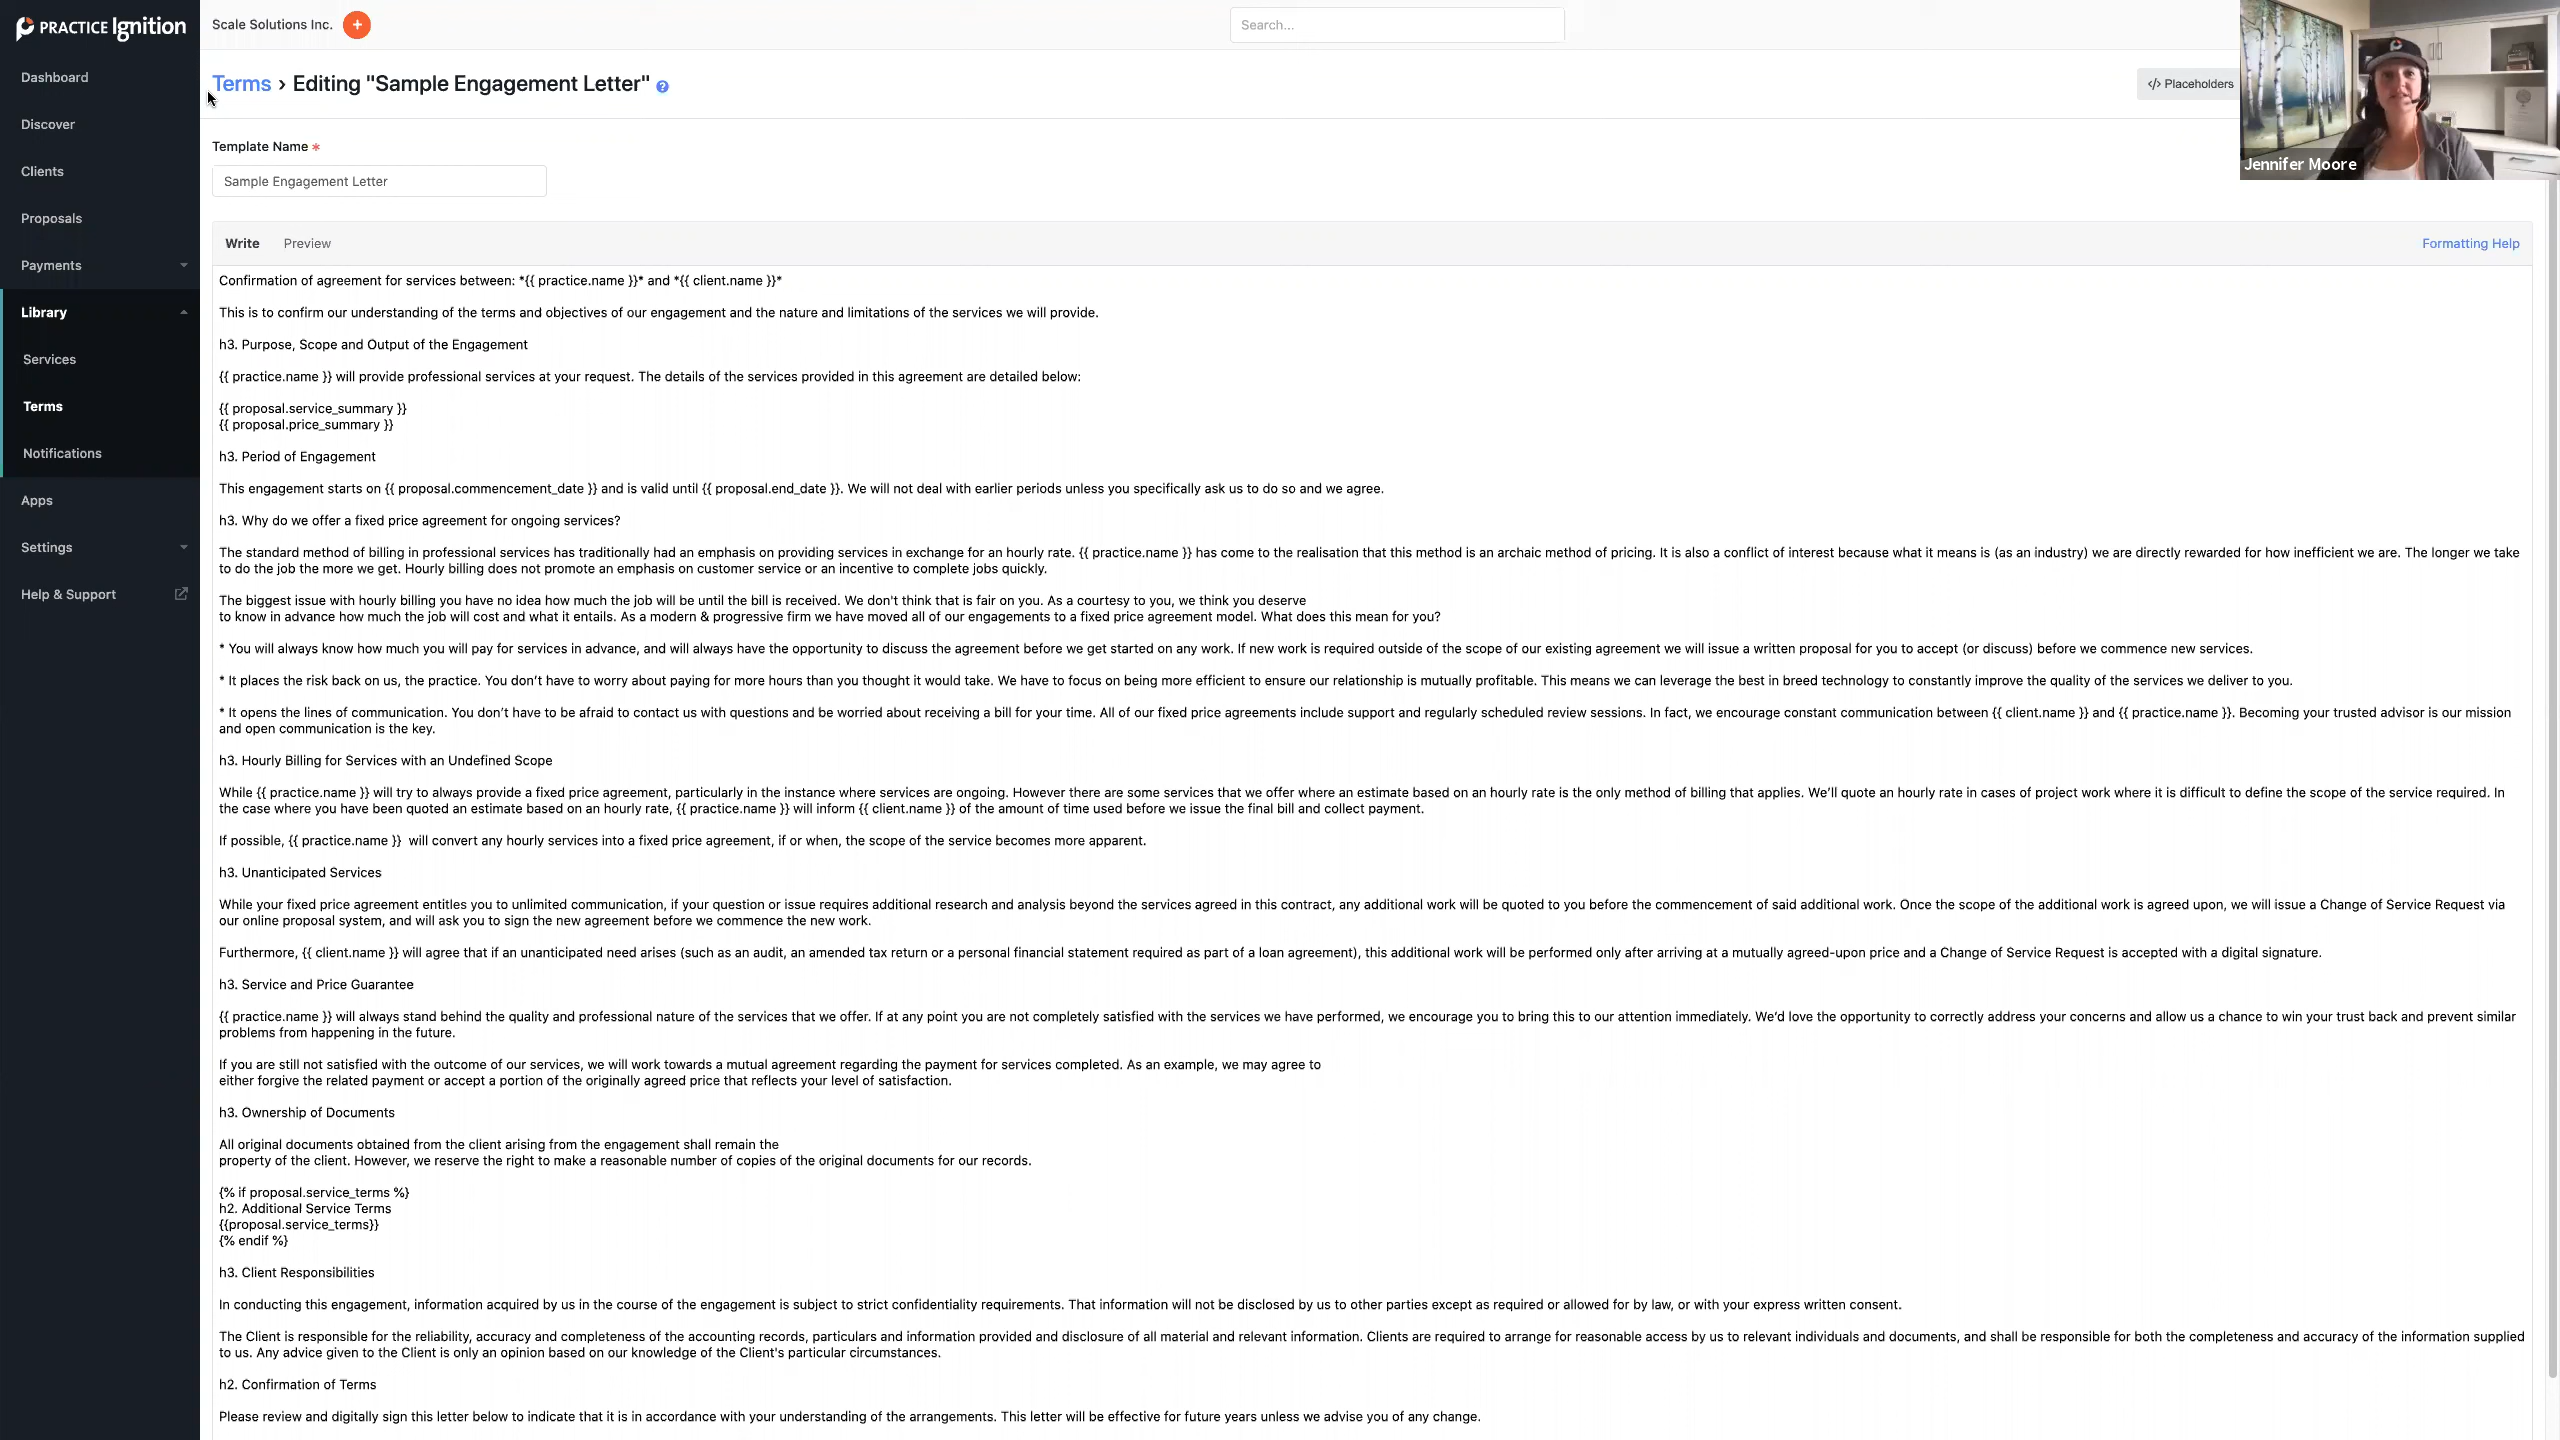 PRACTICE Ignition
Scale Solutions Inc.
+
Search...
Dashboard
Discover
Clients
Proposals
Payments
Library
Services
Terms
Notifications
Apps
Settings
Help & Support
Terms › Editing "Sample Engagement Letter" ?
</> Placeholders
Jennifer Moore
Template Name *
Sample Engagement Letter
Write Preview Formatting Help
Confirmation of agreement for services between: *{{ practice.name }}* and *{{ client.name }}*
This is to confirm our understanding of the terms and objectives of our engagement and the nature and limitations of the services we will provide.
h3. Purpose, Scope and Output of the Engagement
{{ practice.name }} will provide professional services at your request. The details of the services provided in this agreement are detailed below:
{{ proposal.service_summary }}
{{ proposal.price_summary }}
h3. Period of Engagement
This engagement starts on {{ proposal.commencement_date }} and is valid until {{ proposal.end_date }}. We will not deal with earlier periods unless you specifically ask us to do so and we agree.
h3. Why do we offer a fixed price agreement for ongoing services?
The standard method of billing in professional services has traditionally had an emphasis on providing services in exchange for an hourly rate. {{ practice.name }} has come to the realisation that this method is an archaic method of pricing. It is also a conflict of interest because what it means is (as an industry) we are directly rewarded for how inefficient we are. The longer we take
to do the job the more we get. Hourly billing does not promote an emphasis on customer service or an incentive to complete jobs quickly.
The biggest issue with hourly billing you have no idea how much the job will be until the bill is received. We don't think that is fair on you. As a courtesy to you, we think you deserve
to know in advance how much the job will cost and what it entails. As a modern & progressive firm we have moved all of our engagements to a fixed price agreement model. What does this mean for you?
* You will always know how much you will pay for services in advance, and will always have the opportunity to discuss the agreement before we get started on any work. If new work is required outside of the scope of our existing agreement we will issue a written proposal for you to accept (or discuss) before we commence new services.
* It places the risk back on us, the practice. You don't have to worry about paying for more hours than you thought it would take. We have to focus on being more efficient to ensure our relationship is mutually profitable. This means we can leverage the best in breed technology to constantly improve the quality of the services we deliver to you.
* It opens the lines of communication. You don't have to be afraid to contact us with questions and be worried about receiving a bill for your time. All of our fixed price agreements include support and regularly scheduled review sessions. In fact, we encourage constant communication between {{ client.name }} and {{ practice.name }}. Becoming your trusted advisor is our mission
and open communication is the key.
h3. Hourly Billing for Services with an Undefined Scope
While {{ practice.name }} will try to always provide a fixed price agreement, particularly in the instance where services are ongoing. However there are some services that we offer where an estimate based on an hourly rate is the only method of billing that applies. We'll quote an hourly rate in cases of project work where it is difficult to define the scope of the service required. In
the case where you have been quoted an estimate based on an hourly rate, {{ practice.name }} will inform {{ client.name }} of the amount of time used before we issue the final bill and collect payment.
If possible, {{ practice.name }}  will convert any hourly services into a fixed price agreement, if or when, the scope of the service becomes more apparent.
h3. Unanticipated Services
While your fixed price agreement entitles you to unlimited communication, if your question or issue requires additional research and analysis beyond the services agreed in this contract, any additional work will be quoted to you before the commencement of said additional work. Once the scope of the additional work is agreed upon, we will issue a Change of Service Request via
our online proposal system, and will ask you to sign the new agreement before we commence the new work.
Furthermore, {{ client.name }} will agree that if an unanticipated need arises (such as an audit, an amended tax return or a personal financial statement required as part of a loan agreement), this additional work will be performed only after arriving at a mutually agreed-upon price and a Change of Service Request is accepted with a digital signature.
h3. Service and Price Guarantee
{{ practice.name }} will always stand behind the quality and professional nature of the services that we offer. If at any point you are not completely satisfied with the services we have performed, we encourage you to bring this to our attention immediately. We'd love the opportunity to correctly address your concerns and allow us a chance to win your trust back and prevent similar
problems from happening in the future.
If you are still not satisfied with the outcome of our services, we will work towards a mutual agreement regarding the payment for services completed. As an example, we may agree to
either forgive the related payment or accept a portion of the originally agreed price that reflects your level of satisfaction.
h3. Ownership of Documents
All original documents obtained from the client arising from the engagement shall remain the
property of the client. However, we reserve the right to make a reasonable number of copies of the original documents for our records.
{% if proposal.service_terms %}
h2. Additional Service Terms
{{proposal.service_terms}}
{% endif %}
h3. Client Responsibilities
In conducting this engagement, information acquired by us in the course of the engagement is subject to strict confidentiality requirements. That information will not be disclosed by us to other parties except as required or allowed for by law, or with your express written consent.
The Client is responsible for the reliability, accuracy and completeness of the accounting records, particulars and information provided and disclosure of all material and relevant information. Clients are required to arrange for reasonable access by us to relevant individuals and documents, and shall be responsible for both the completeness and accuracy of the information supplied
to us. Any advice given to the Client is only an opinion based on our knowledge of the Client's particular circumstances.
h2. Confirmation of Terms
Please review and digitally sign this letter below to indicate that it is in accordance with your understanding of the arrangements. This letter will be effective for future years unless we advise you of any change.